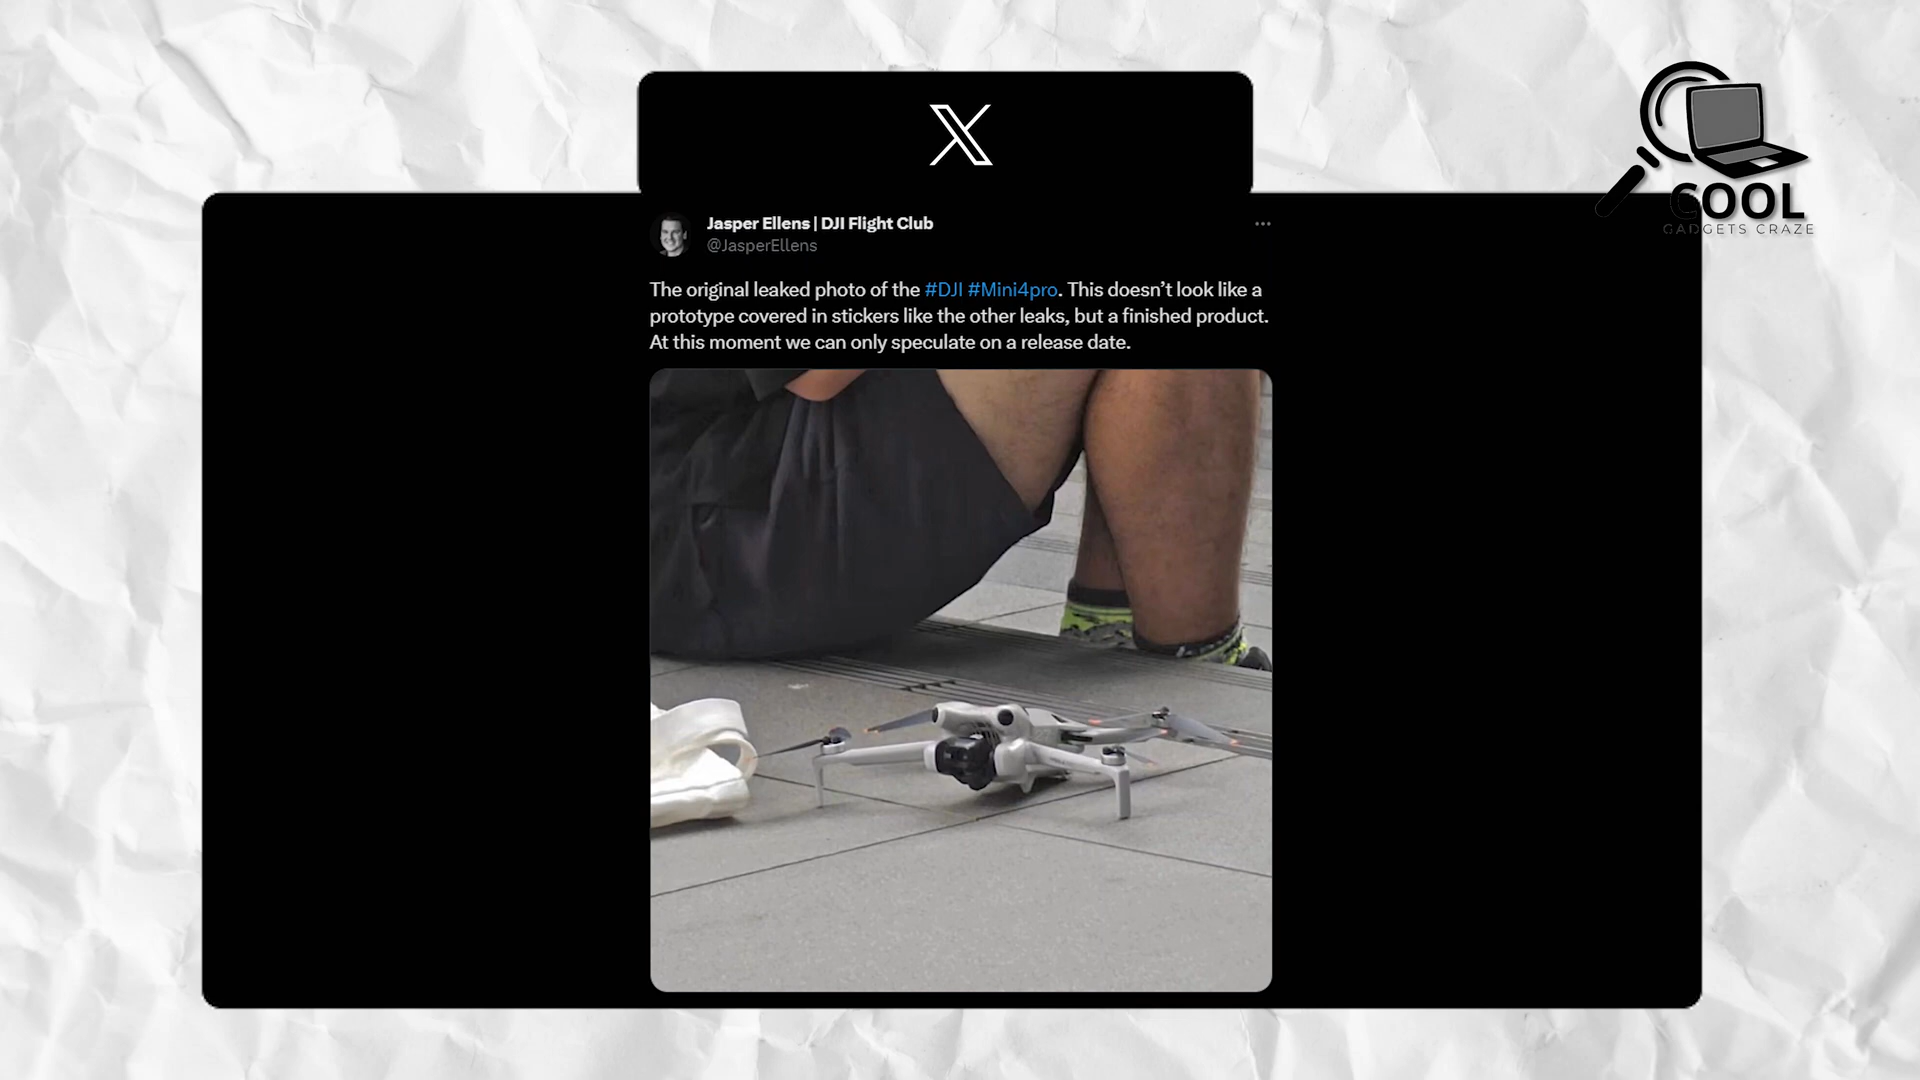 X
Jasper Ellens | DJI Flight Club
@JasperEllens
The original leaked photo of the #DJI #Mini4pro. This doesn’t look like a
prototype covered in stickers like the other leaks, but a finished product.
At this moment we can only speculate on a release date.
COOL
GADGETS CRAZE